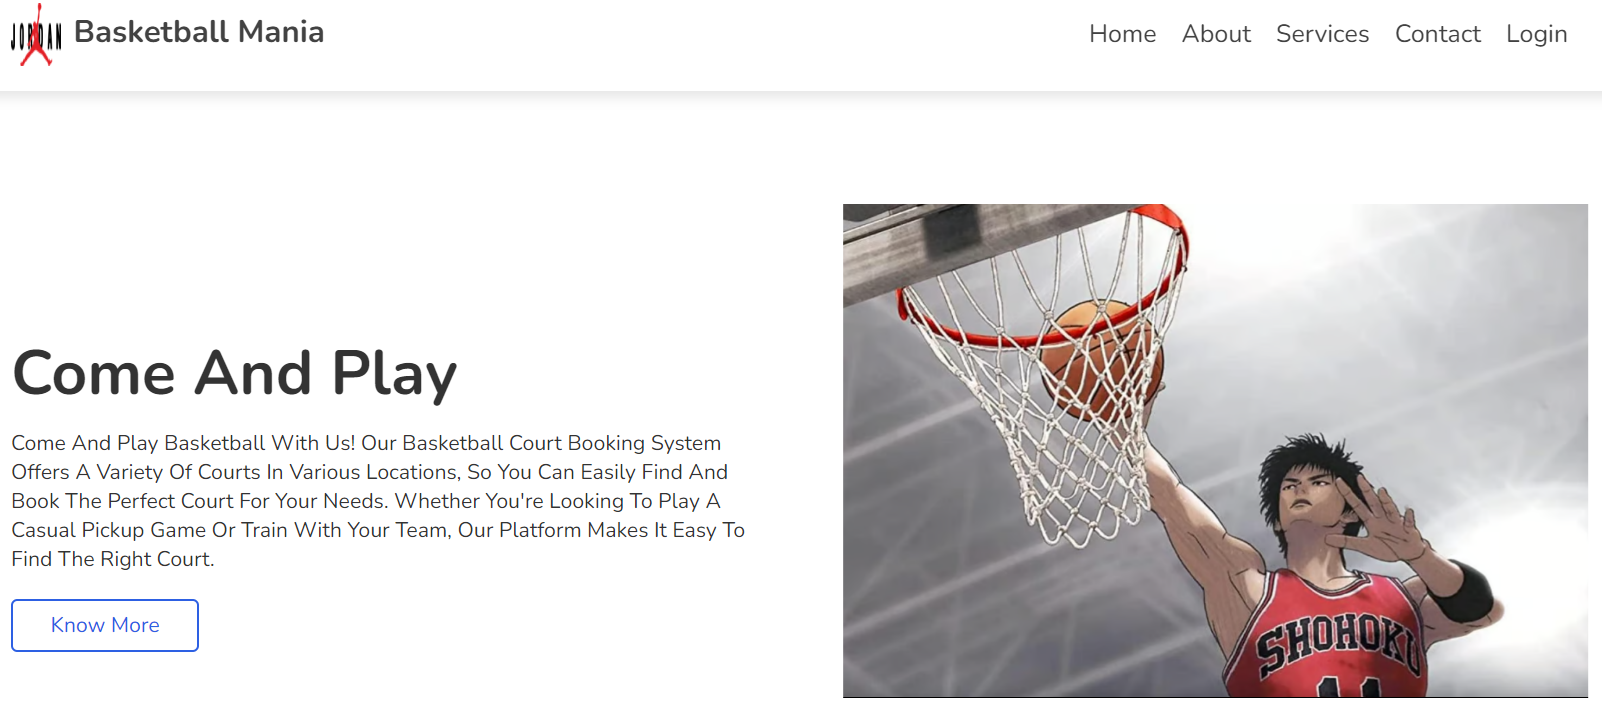 JORDAN
Basketball Mania
Home About Services Contact Login
Come And Play
Come And Play Basketball With Us! Our Basketball Court Booking System
Offers A Variety Of Courts In Various Locations, So You Can Easily Find And
Book The Perfect Court For Your Needs. Whether You're Looking To Play A
Casual Pickup Game Or Train With Your Team, Our Platform Makes It Easy To
Find The Right Court.
Know More
SHOHOKU
11